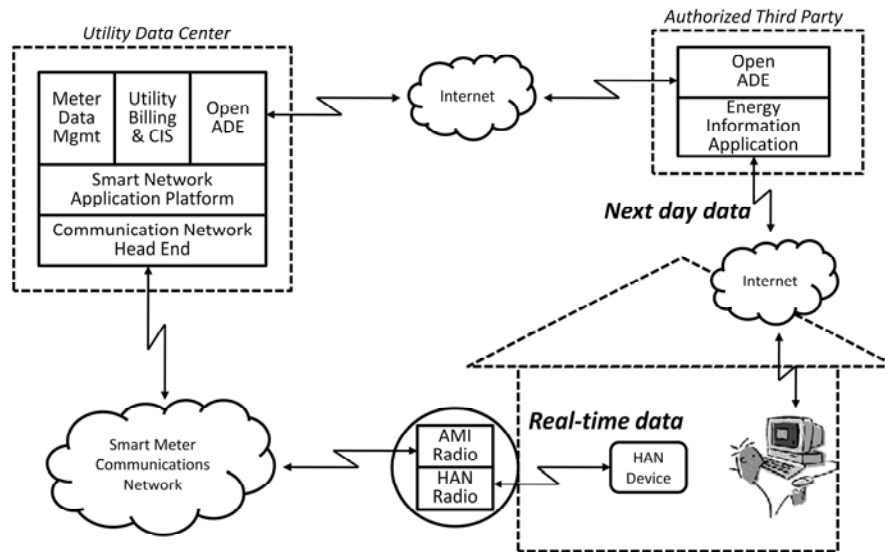 Utility Data Center
Meter
Data
Mgmt
Utility
Billing
& CIS
Open
ADE
Smart Network
Application Platform
Communication Network
Head End
Internet
Authorized Third Party
Open
ADE
Energy
Information
Application
Next day data
Internet
Smart Meter
Communications
Network
AMI
Radio
HAN
Radio
Real-time data
HAN
Device